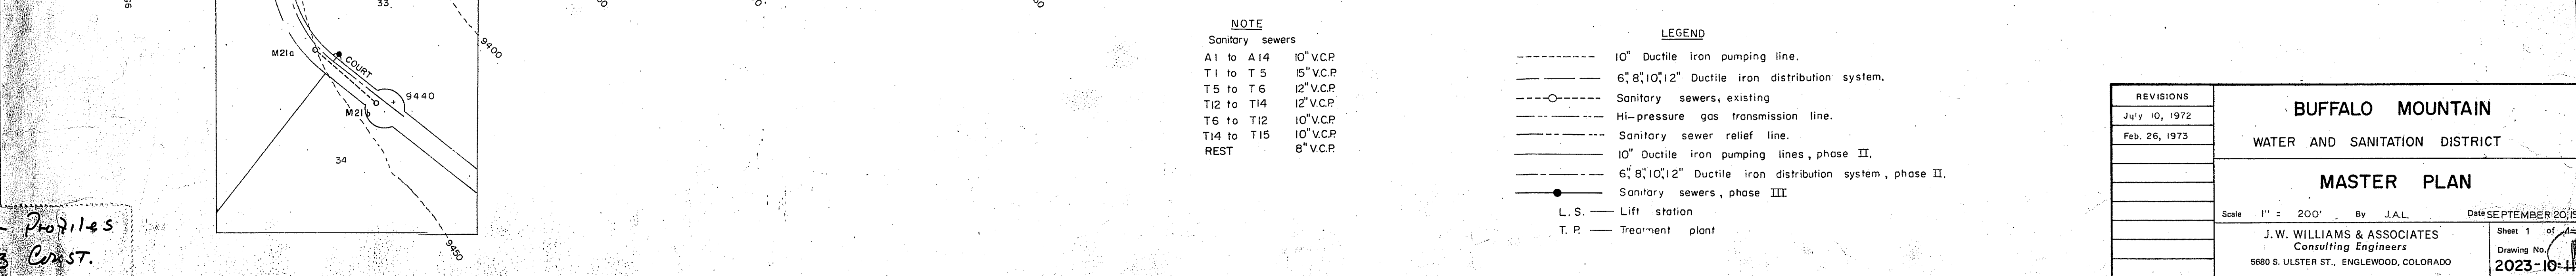 33
9400
M21a
COURT
9440
M21b
34
9450
Profiles
Const.
NOTE
Sanitary sewers
A1 to A14 10" V.C.P.
T1 to T5 15" V.C.P.
T5 to T6 12" V.C.P.
T12 to T14 12" V.C.P.
T6 to T12 10" V.C.P.
T14 to T15 10" V.C.P.
REST 8" V.C.P.
LEGEND
10" Ductile iron pumping line.
6", 8", 10", 12" Ductile iron distribution system.
Sanitary sewers, existing
Hi-pressure gas transmission line.
Sanitary sewer relief line.
10" Ductile iron pumping lines, phase II.
6", 8", 10", 12" Ductile iron distribution system, phase II.
Sanitary sewers, phase III
L. S. — Lift station
T. P. — Treatment plant
REVISIONS
July 10, 1972
Feb. 26, 1973
BUFFALO MOUNTAIN
WATER AND SANITATION DISTRICT
MASTER PLAN
Scale 1" = 200' By J.A.L. Date SEPTEMBER 20,
J.W. WILLIAMS & ASSOCIATES
Consulting Engineers
5680 S. ULSTER ST., ENGLEWOOD, COLORADO
Sheet 1 of
Drawing No.
2023-10-